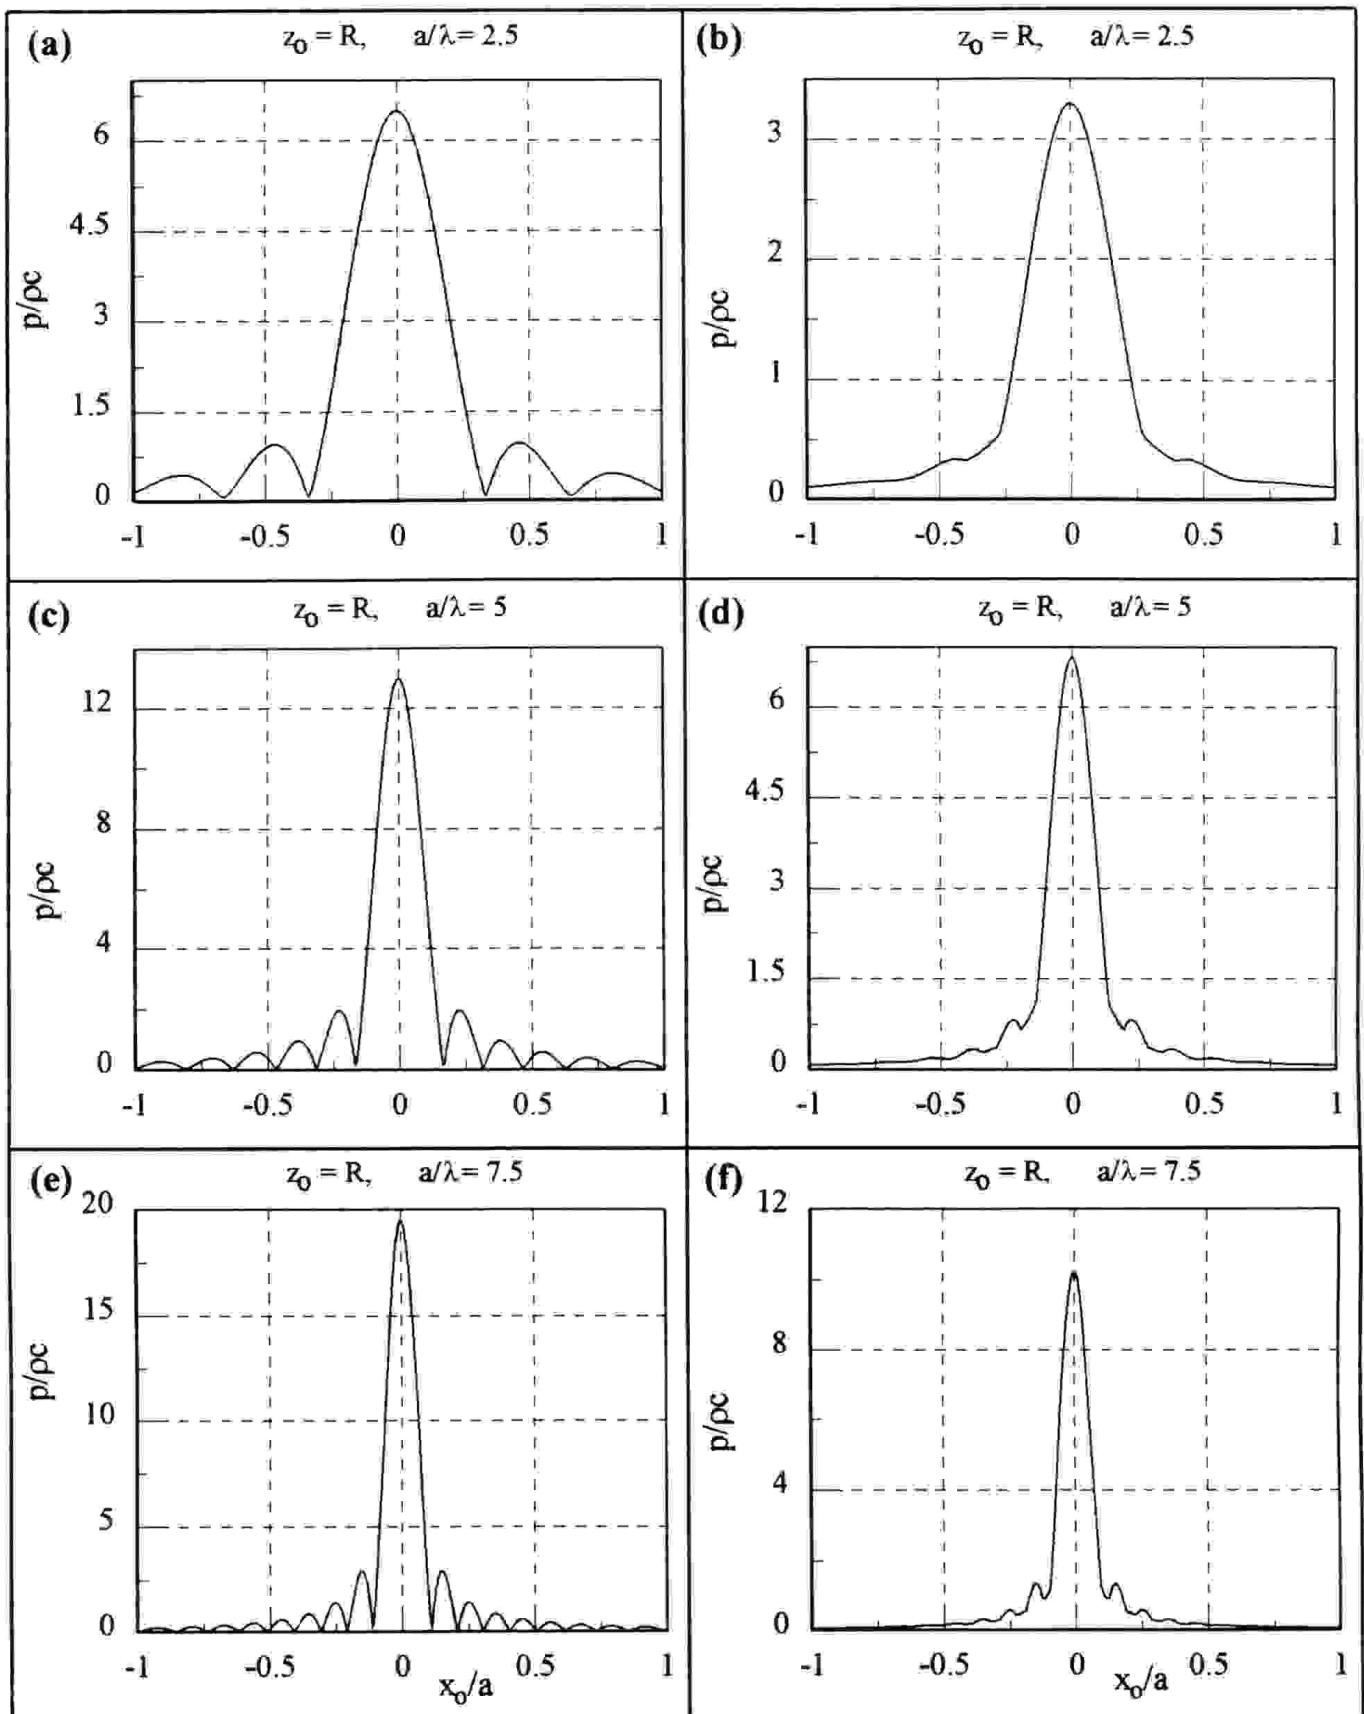 (a) z₀ = R, a/λ = 2.5
6
4.5
3
1.5
0
p/ρc
-1 -0.5 0 0.5 1
(b) z₀ = R, a/λ = 2.5
3
2
1
0
p/ρc
-1 -0.5 0 0.5 1
(c) z₀ = R, a/λ = 5
12
8
4
0
p/ρc
-1 -0.5 0 0.5 1
(d) z₀ = R, a/λ = 5
6
4.5
3
1.5
0
p/ρc
-1 -0.5 0 0.5 1
(e) z₀ = R, a/λ = 7.5
20
15
10
5
0
p/ρc
-1 -0.5 0 0.5 1
x₀/a
(f) z₀ = R, a/λ = 7.5
12
8
4
0
p/ρc
-1 -0.5 0 0.5 1
x₀/a